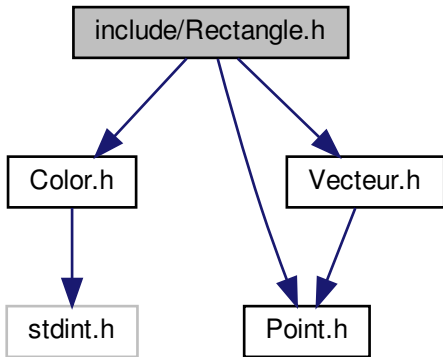 include/Rectangle.h
Color.h
Vecteur.h
stdint.h
Point.h